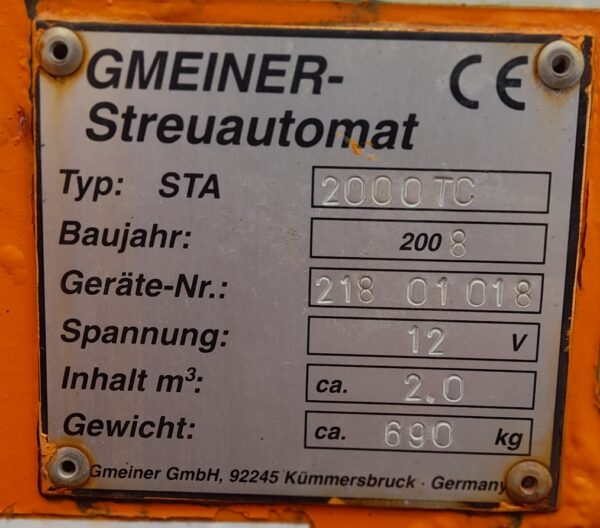 GMEINER- CE
Streuautomat
Typ: STA 2000 TC
Baujahr: 2008
Geräte-Nr.: 218 01 018
Spannung: 12 V
Inhalt m³: ca. 2.0
Gewicht: ca. 690 kg
Gmeiner GmbH, 92245 Kümmersbruck · Germany